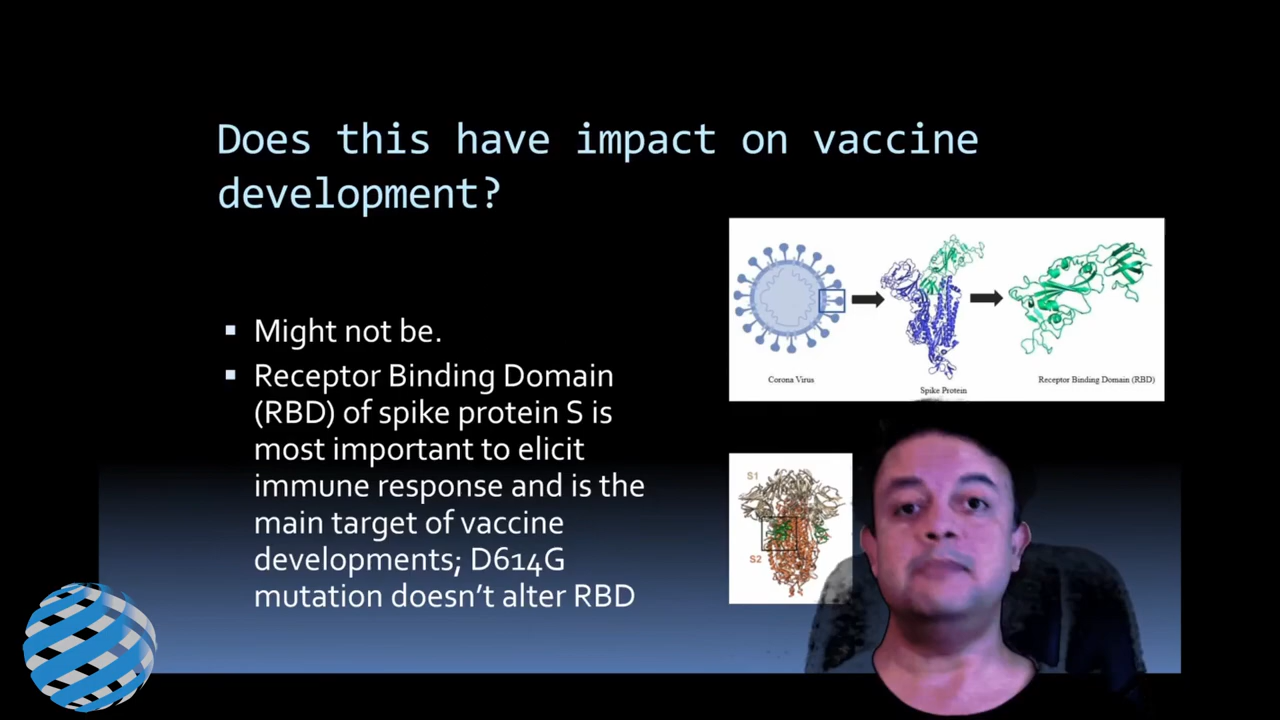 Does this have impact on vaccine
development?
Might not be.
Receptor Binding Domain
(RBD) of spike protein S is
most important to elicit
immune response and is the
main target of vaccine
developments; D614G
mutation doesn't alter RBD
Corona Virus
Spike Protein
Receptor Binding Domain (RBD)
S1
S2